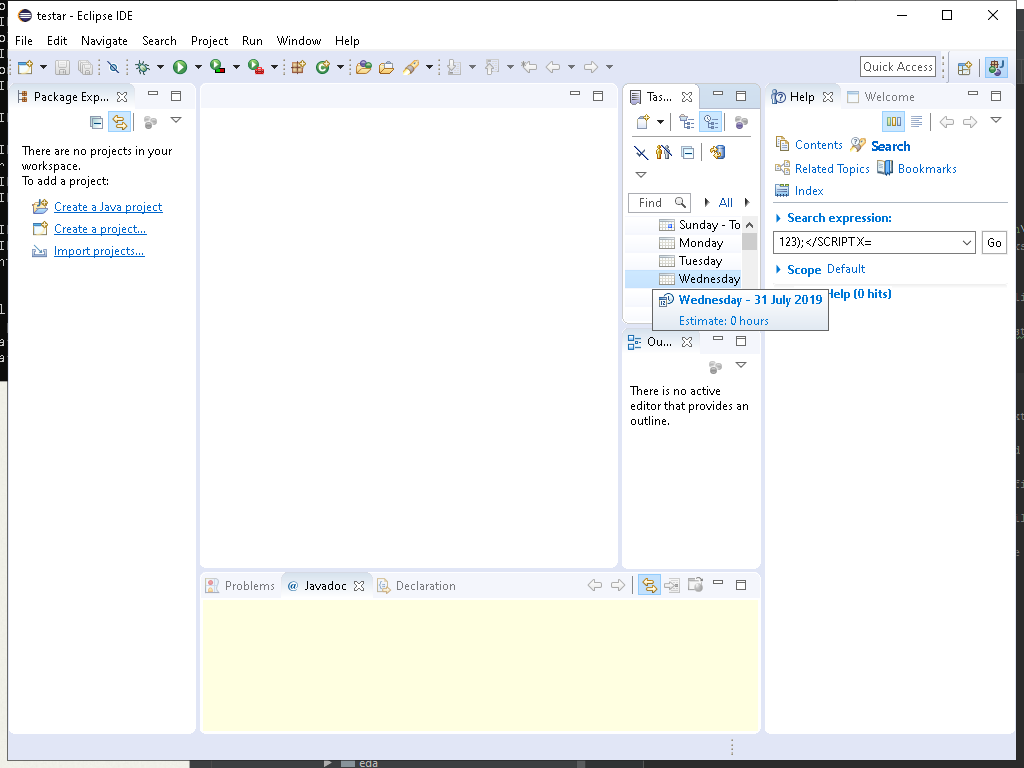 testar - Eclipse IDE
File Edit Navigate Search Project Run Window Help
Quick Access
Package Exp...
There are no projects in your
workspace.
To add a project:
Create a Java project
Create a project...
Import projects...
Tas...
Find All
Sunday - To
Monday
Tuesday
Wednesday
Wednesday - 31 July 2019
Estimate: 0 hours
Ou...
There is no active
editor that provides an
outline.
Help Welcome
Contents Search
Related Topics Bookmarks
Index
Search expression:
123);</SCRIPTX= Go
Scope Default
Help (0 hits)
Problems @ Javadoc Declaration
eda